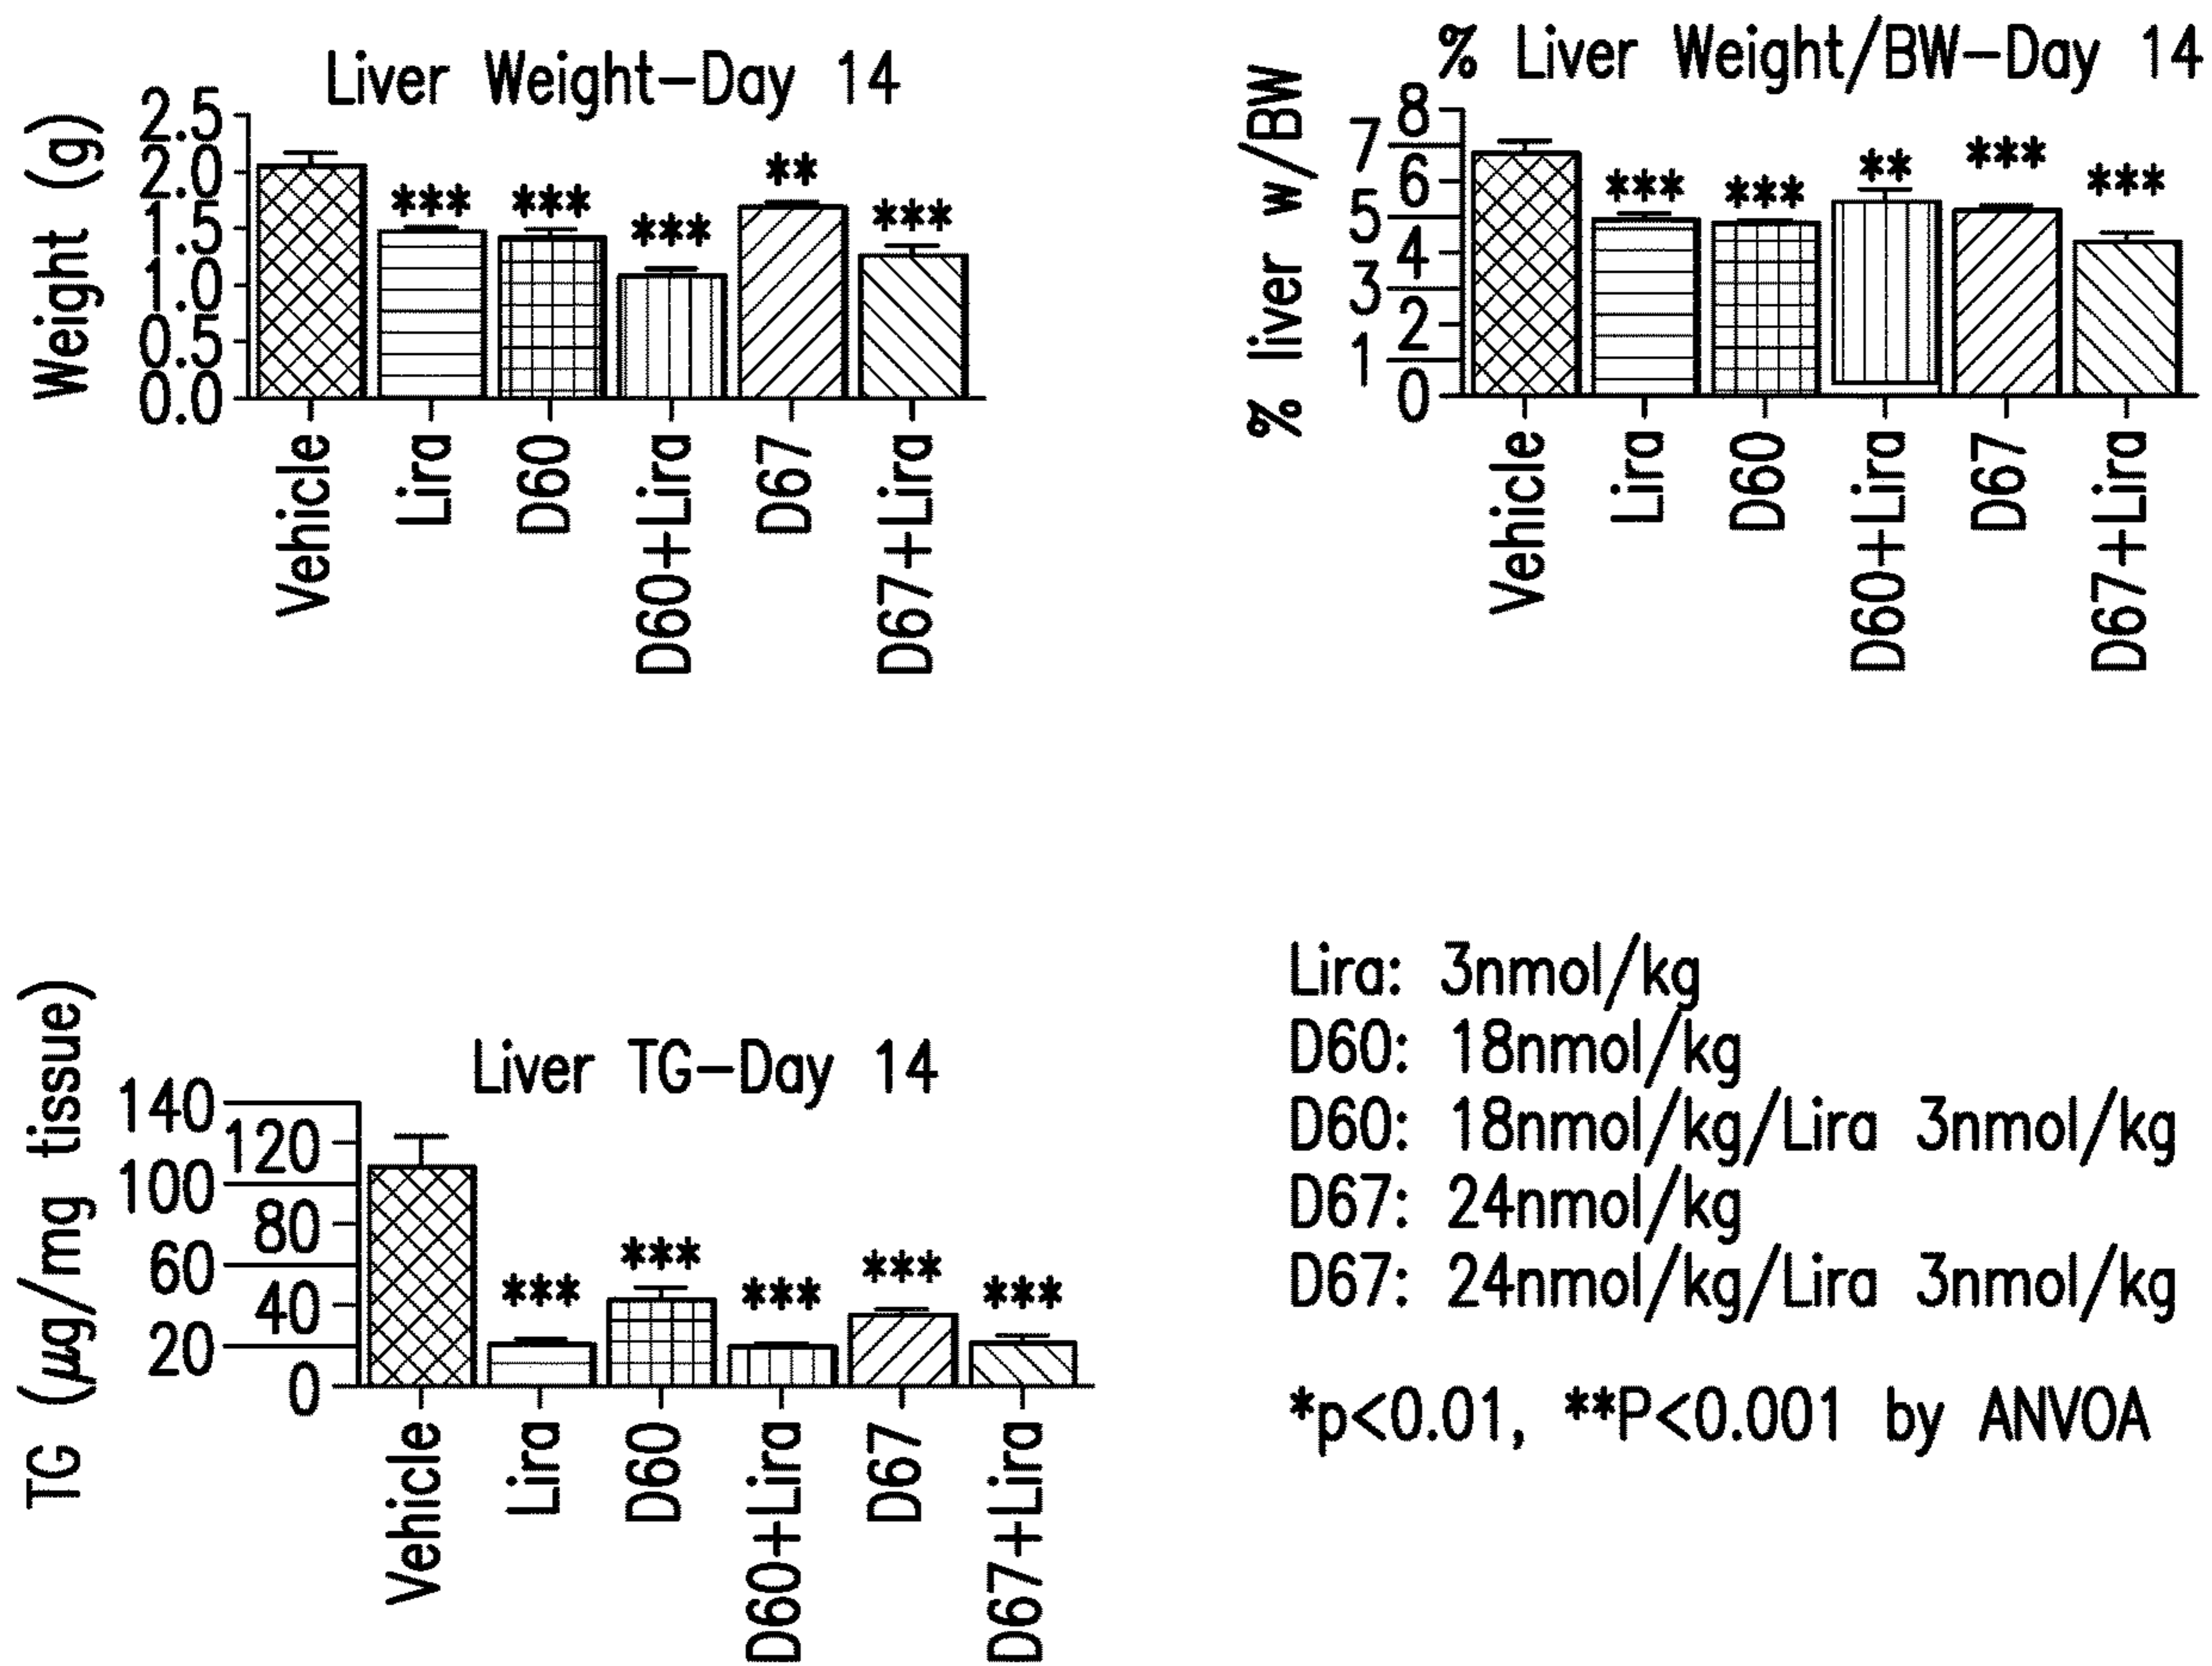 Liver Weight-Day 14
Weight (g)
2.5
2.0
1.5
1.0
0.5
0.0
***
***
***
**
***
Vehicle
Lira
D60
D60+Lira
D67
D67+Lira
% Liver Weight/BW-Day 14
% liver w/BW
8
7
6
5
4
3
2
1
0
***
***
**
***
***
Vehicle
Lira
D60
D60+Lira
D67
D67+Lira
Liver TG-Day 14
TG (µg/mg tissue)
140
120
100
80
60
40
20
0
***
***
***
***
***
Vehicle
Lira
D60
D60+Lira
D67
D67+Lira
Lira: 3nmol/kg
D60: 18nmol/kg
D60: 18nmol/kg/Lira 3nmol/kg
D67: 24nmol/kg
D67: 24nmol/kg/Lira 3nmol/kg
*p<0.01, **P<0.001 by ANVOA